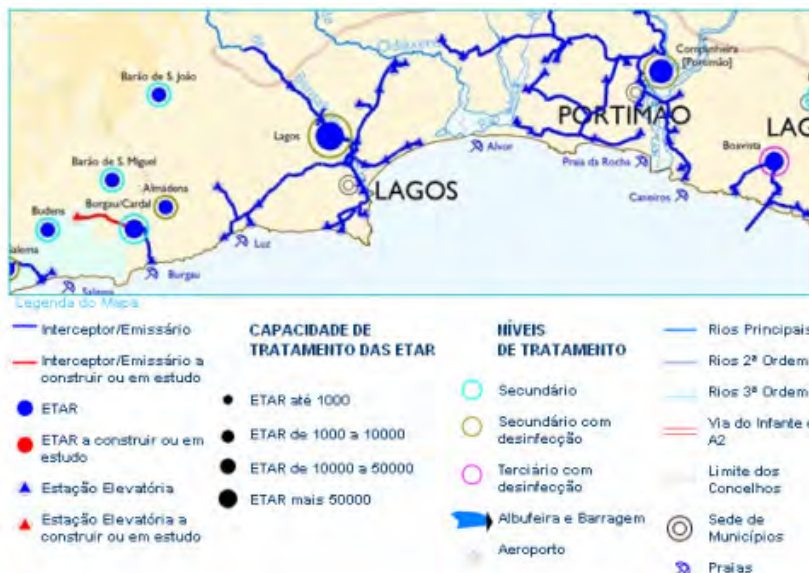 Odiáxere
Companheira
[Portimão]
Barão de S. João
PORTIMÃO
LAG
Lagos
Boavista
Alvor
Praia da Rocha
Barão de S. Miguel
Almádena
LAGOS
Caneiros
Budens
Burgau/Cardal
Salema
Luz
Burgau
Salema
Legenda do Mapa
Interceptor/Emissário
Interceptor/Emissário a
construir ou em estudo
ETAR
ETAR a construir ou em
estudo
Estação Elevatória
Estação Elevatória a
construir ou em estudo
CAPACIDADE DE
TRATAMENTO DAS ETAR
ETAR até 1000
ETAR de 1000 a 10000
ETAR de 10000 a 50000
ETAR mais 50000
NÍVEIS
DE TRATAMENTO
Secundário
Secundário com
desinfecção
Terciário com
desinfecção
Albufeira e Barragem
Aeroporto
Rios Principais
Rios 2ª Ordem
Rios 3ª Ordem
Via do Infante
A2
Limite dos
Concelhos
Sede de
Municípios
Praias